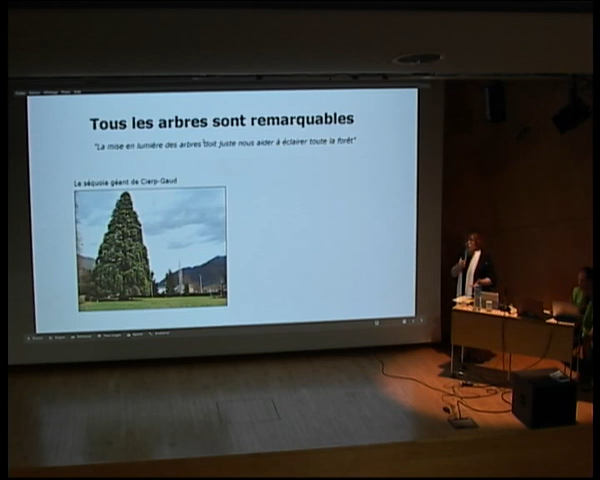 Tous les arbres sont remarquables
"La mise en lumière des arbres doit juste nous aider à éclairer toute la forêt"
Le séquoia géant de Cierp-Gaud